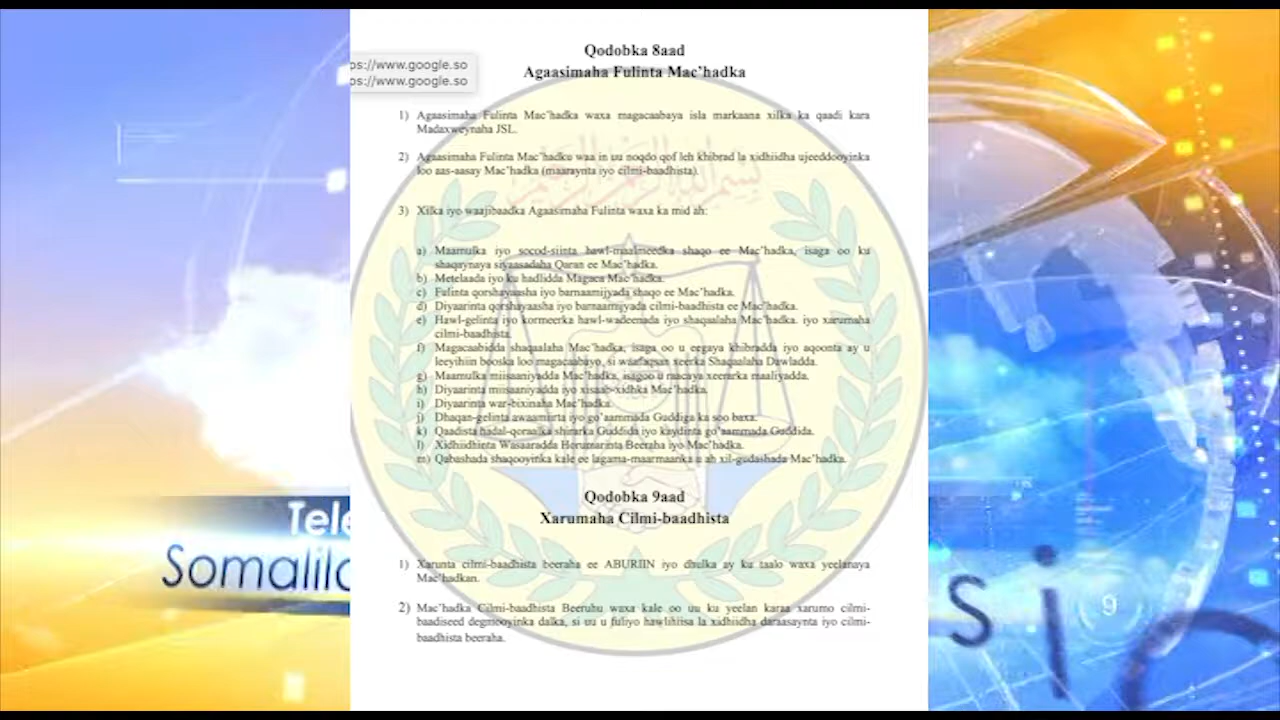 Qodobka 8aad
Agaasimaha Fulinta Mac'hadka
ps://www.google.so
ps://www.google.so
1) Agaasimaha Fulinta Mac'hadka waxa magacaabaya isla markaana xilka ka qaadi kara
Madaxweynaha JSL.
2) Agaasimaha Fulinta Mac'hadku waa in uu noqdo qof leh khibrad la xidhiidha ujeeddooyinka
loo aas-aasay Mac'hadka (maaraynta iyo cilmi-baadhista).
بسم الله الرحمن الرحيم
3) Xilka iyo waajibaadka Agaasimaha Fulinta waxa ka mid ah:
a) Maamulka iyo socod-siinta hawl-maalmeedka shaqo ee Mac'hadka, isaga oo ku
shaqaynaya siyaasadaha Qaran ee Mac'hadka.
b) Metelaada iyo ku hadlidda Magaca Mac'hadka.
c) Fulinta qorshayaasha iyo barnaamijyada shaqo ee Mac'hadka.
d) Diyaarinta qorshayaasha iyo barnaamijyada cilmi-baadhista ee Mac'hadka.
e) Hawl-gelinta iyo kormeerka hawl-wadeenada iyo shaqaalaha Mac'hadka. iyo xarumaha
cilmi-baadhista.
f) Magacaabidda shaqaalaha Mac'hadka, isaga oo u eegaya khibradda iyo aqoonta ay u
leeyihiin booska loo magacaabayo, si waafaqsan xeerka Shaqaalaha Dawladda.
g) Maamulka miisaaniyadda Mac'hadka, isagoo u raacaya xeerarka maaliyadda.
h) Diyaarinta miisaaniyadda iyo xisaab-xidhka Mac'hadka.
i) Diyaarinta war-bixinaha Mac'hadka.
j) Dhaqan-gelinta awaamiirta iyo go'aammada Guddiga ka soo baxa.
k) Qaadista hadal-qoraalka shirarka Guddida iyo kaydinta go'aammada Guddida.
l) Xidhiidhinta Wasaaradda Horumarinta Beeraha iyo Mac'hadka.
m) Qabashada shaqooyinka kale ee lagama-maarmaanka u ah xil-gudashada Mac'hadka.
Qodobka 9aad
Xarumaha Cilmi-baadhista
1) Xarunta cilmi-baadhista beeraha ee ABURIIN iyo dhulka ay ku taalo waxa yeelanaya
Mac'hadkan.
2) Mac'hadka Cilmi-baadhista Beeruhu waxa kale oo uu ku yeelan karaa xarumo cilmi-
baadiseed degmooyinka dalka, si uu u fuliyo hawlihiisa la xidhiidha daraasaynta iyo cilmi-
baadhista beeraha.
Tele
Somalila
si
9